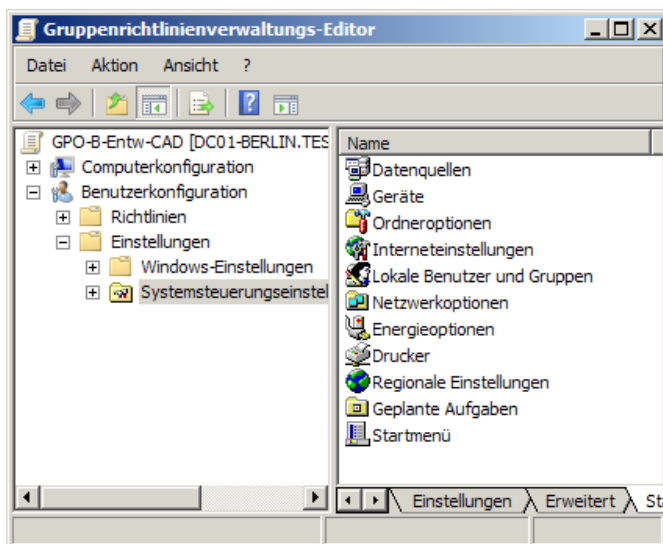 Gruppenrichtlinienverwaltungs-Editor
Datei Aktion Ansicht ?
GPO-B-Entw-CAD [DC01-BERLIN.TES
Computerkonfiguration
Benutzerkonfiguration
Richtlinien
Einstellungen
Windows-Einstellungen
Systemsteuerungseinstel
Name
Datenquellen
Geräte
Ordneroptionen
Interneteinstellungen
Lokale Benutzer und Gruppen
Netzwerkoptionen
Energieoptionen
Drucker
Regionale Einstellungen
Geplante Aufgaben
Startmenü
Einstellungen Erweitert St